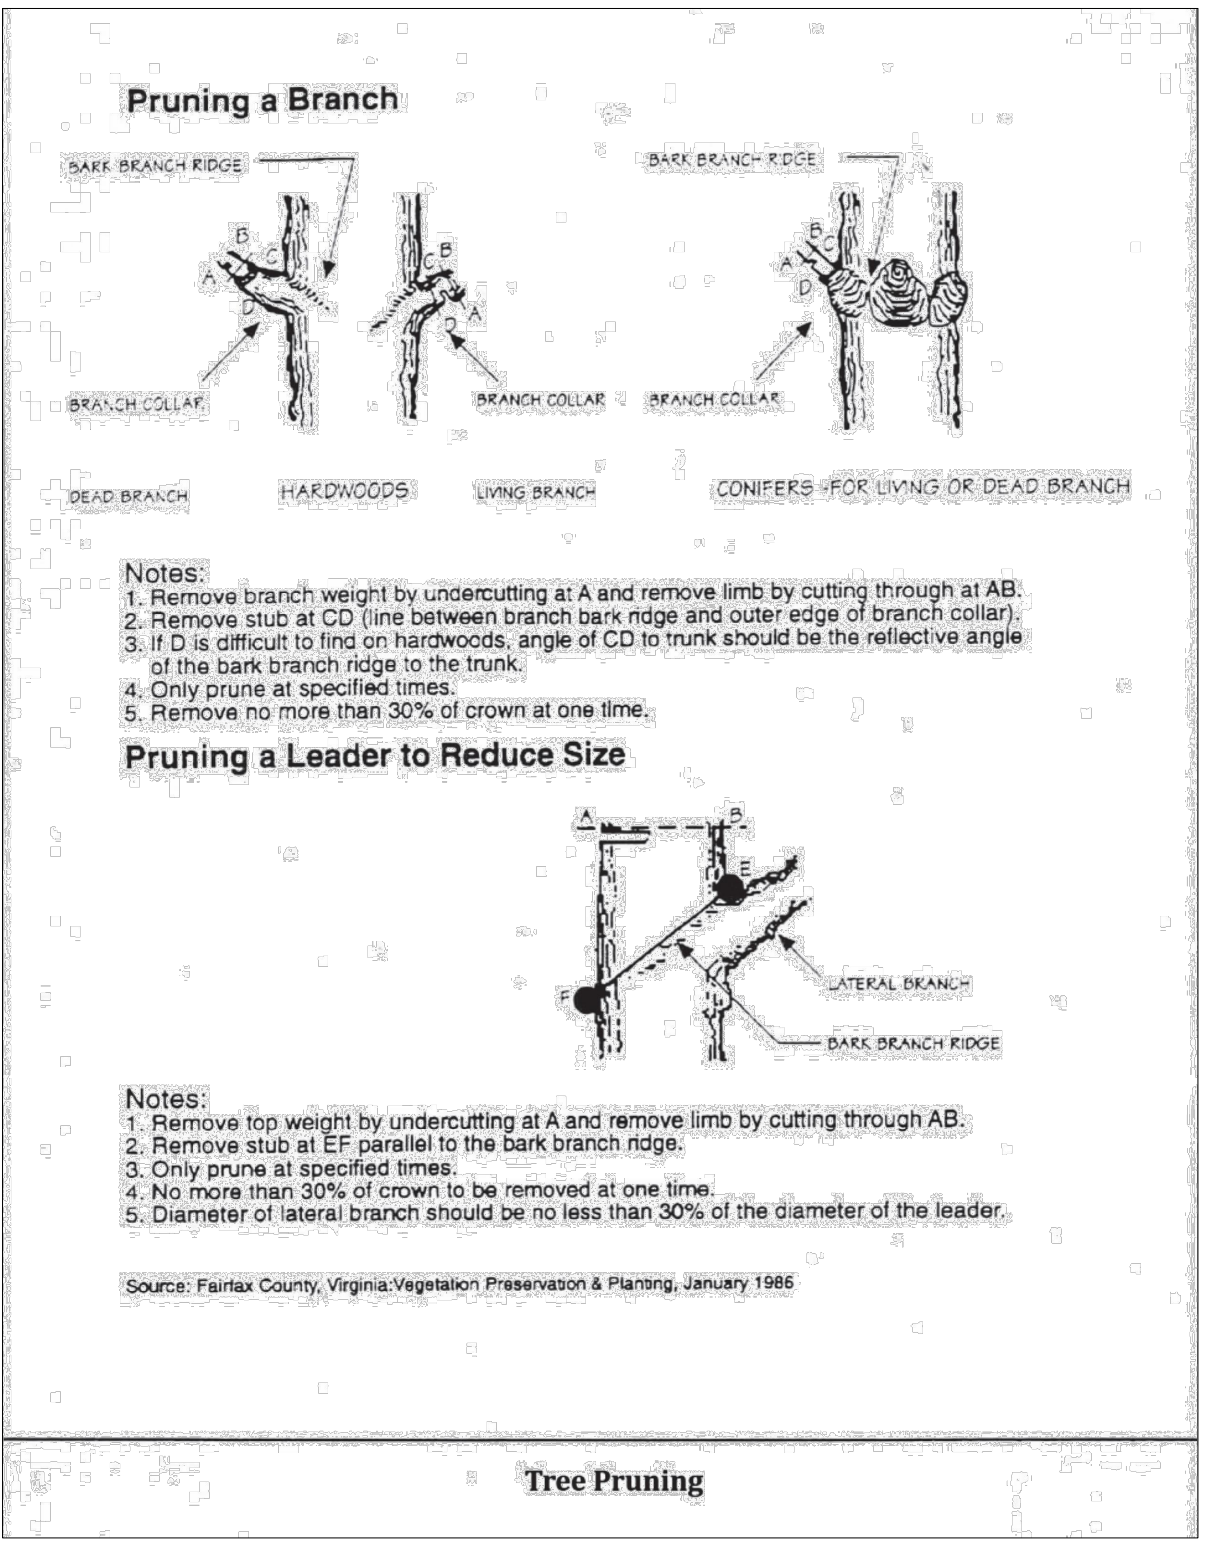 Pruning a Branch
BARK BRANCH RIDGE
BARK BRANCH RIDGE
B
C
A
D
C B
A
D
B
C
A
D
BRANCH COLLAR
BRANCH COLLAR
BRANCH COLLAR
DEAD BRANCH
HARDWOODS
LIVING BRANCH
CONIFERS-FOR LIVING OR DEAD BRANCH
Notes:
1. Remove branch weight by undercutting at A and remove limb by cutting through at AB.
2. Remove stub at CD (line between branch bark ridge and outer edge of branch collar).
3. If D is difficult to find on hardwoods, angle of CD to trunk should be the reflective angle
of the bark branch ridge to the trunk.
4. Only prune at specified times.
5. Remove no more than 30% of crown at one time.
Pruning a Leader to Reduce Size
A
B
E
F
LATERAL BRANCH
BARK BRANCH RIDGE
Notes:
1. Remove top weight by undercutting at A and remove limb by cutting through AB.
2. Remove stub at EF parallel to the bark branch ridge.
3. Only prune at specified times.
4. No more than 30% of crown to be removed at one time.
5. Diameter of lateral branch should be no less than 30% of the diameter of the leader.
Source: Fairfax County, Virginia:Vegetation Preservation & Planting, January 1986
Tree Pruning